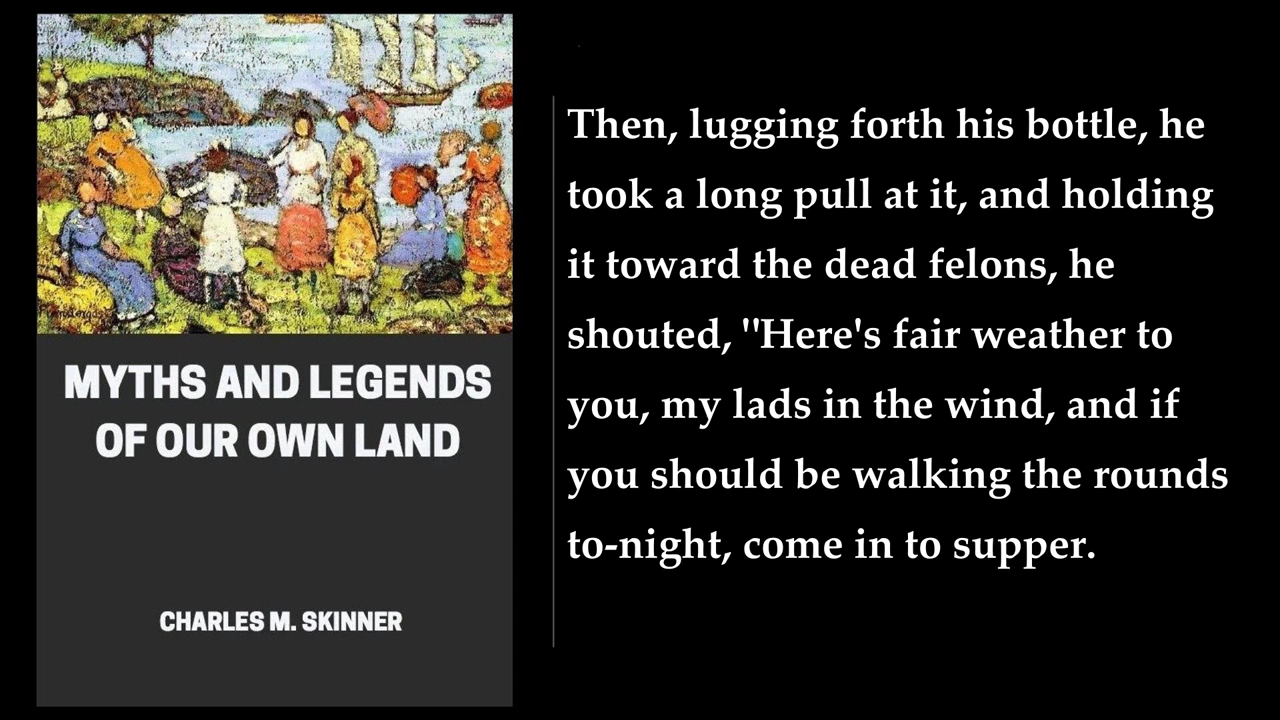 MYTHS AND LEGENDS
OF OUR OWN LAND
CHARLES M. SKINNER
Then, lugging forth his bottle, he
took a long pull at it, and holding
it toward the dead felons, he
shouted, "Here's fair weather to
you, my lads in the wind, and if
you should be walking the rounds
to-night, come in to supper.